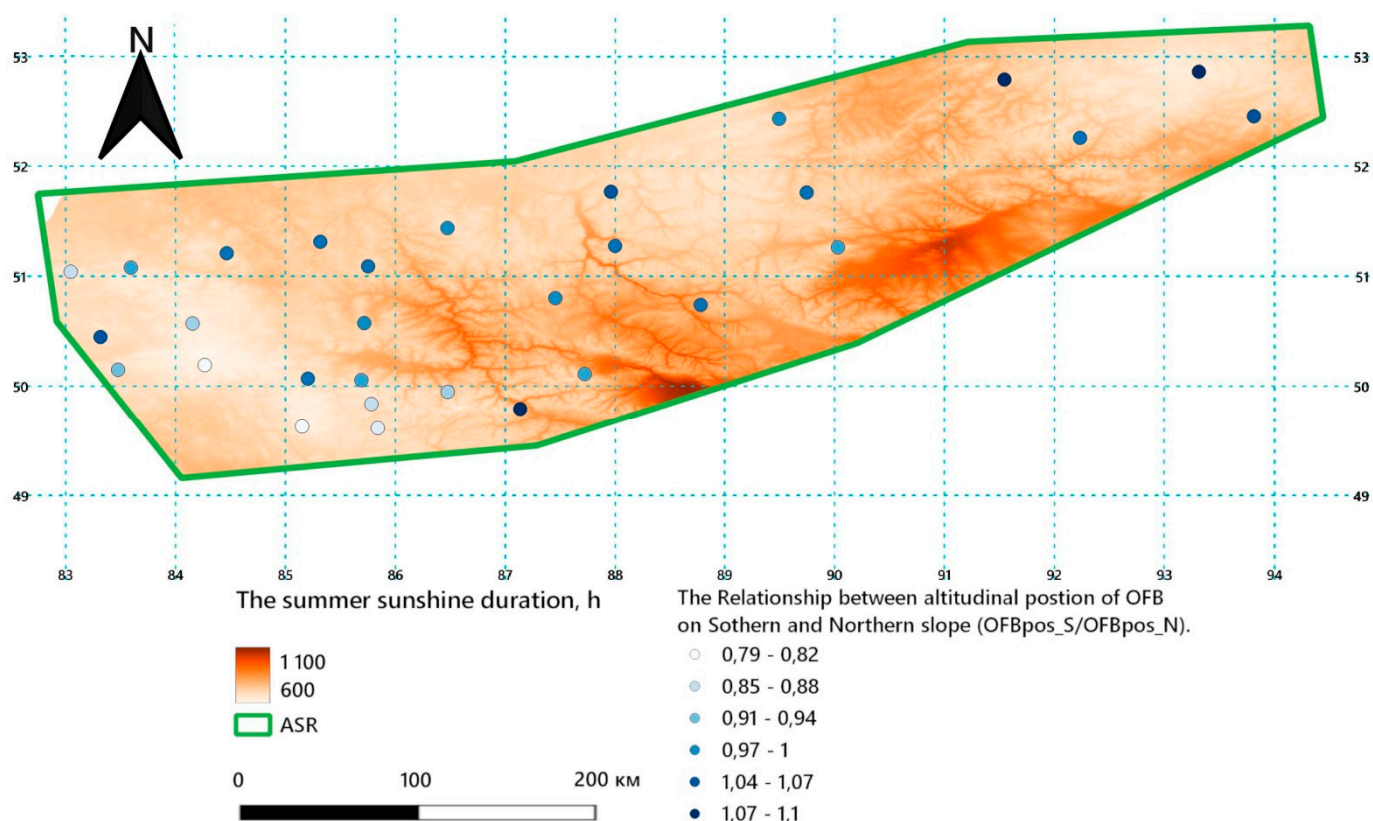 N
53
53
52
52
51
51
50
50
49
49
83 84 85 86 87 88 89 90 91 92 93 94
The summer sunshine duration, h
1 100
600
ASR
0 100 200 км
The Relationship between altitudinal postion of OFB
on Sothern and Northern slope (OFBpos_S/OFBpos_N).
0,79 - 0,82
0,85 - 0,88
0,91 - 0,94
0,97 - 1
1,04 - 1,07
1,07 - 1,1